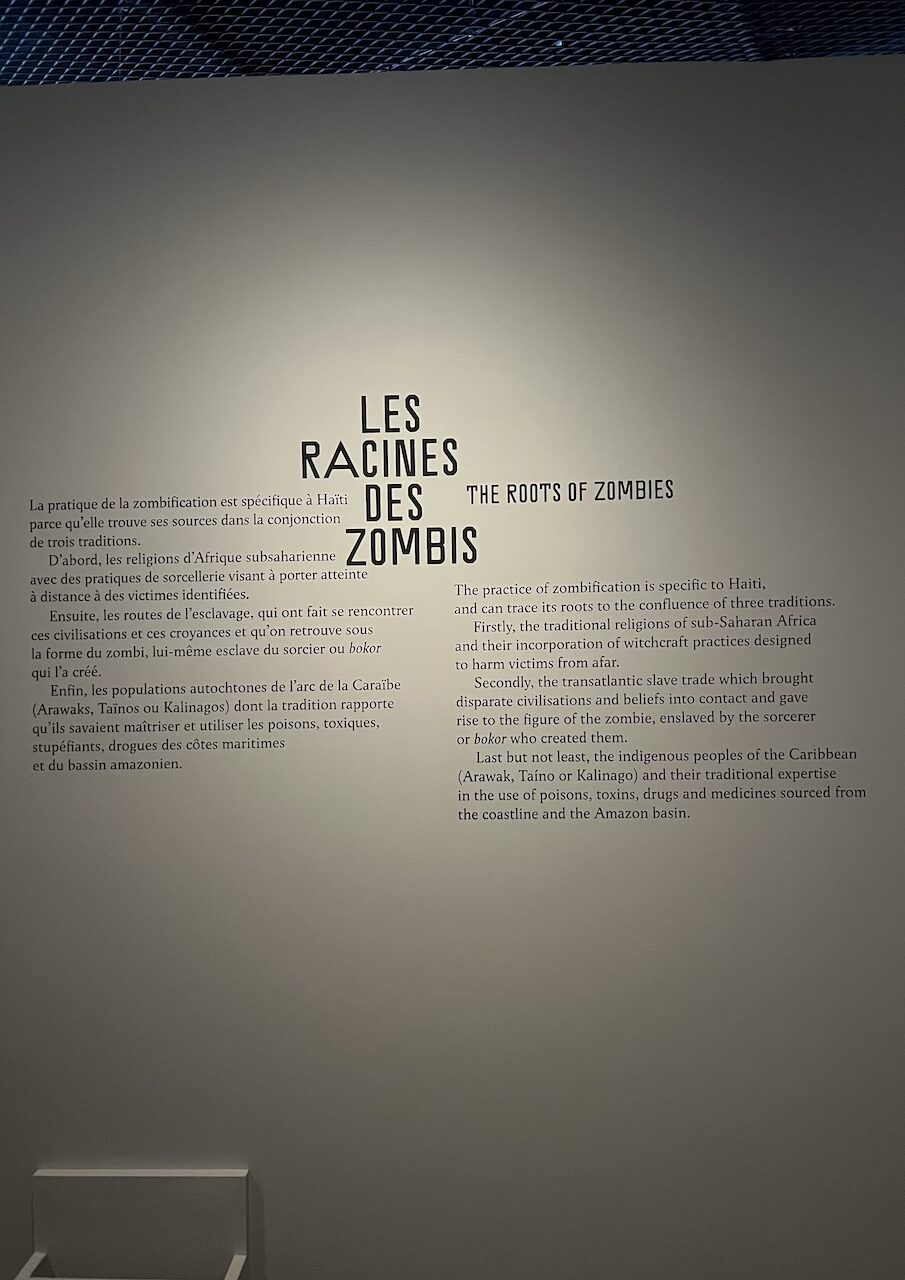 LES
RACINES
DES
ZOMBIS
THE ROOTS OF ZOMBIES
La pratique de la zombification est spécifique à Haïti
parce qu'elle trouve ses sources dans la conjonction
de trois traditions.
D'abord, les religions d'Afrique subsaharienne
avec des pratiques de sorcellerie visant à porter atteinte
à distance à des victimes identifiées.
Ensuite, les routes de l'esclavage, qui ont fait se rencontrer
ces civilisations et ces croyances et qu'on retrouve sous
la forme du zombi, lui-même esclave du sorcier ou bokor
qui l'a créé.
Enfin, les populations autochtones de l'arc de la Caraïbe
(Arawaks, Taïnos ou Kalinagos) dont la tradition rapporte
qu'ils savaient maîtriser et utiliser les poisons, toxiques,
stupéfiants, drogues des côtes maritimes
et du bassin amazonien.
The practice of zombification is specific to Haiti,
and can trace its roots to the confluence of three traditions.
Firstly, the traditional religions of sub-Saharan Africa
and their incorporation of witchcraft practices designed
to harm victims from afar.
Secondly, the transatlantic slave trade which brought
disparate civilisations and beliefs into contact and gave
rise to the figure of the zombie, enslaved by the sorcerer
or bokor who created them.
Last but not least, the indigenous peoples of the Caribbean
(Arawak, Taíno or Kalinago) and their traditional expertise
in the use of poisons, toxins, drugs and medicines sourced from
the coastline and the Amazon basin.